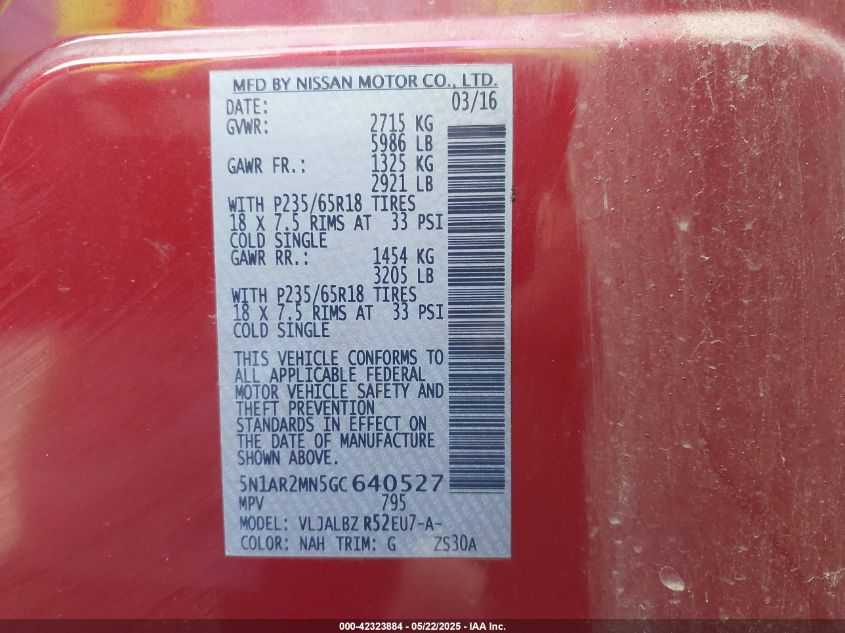 MFD BY NISSAN MOTOR CO., LTD.
DATE: 03/16
GVWR: 2715 KG
5986 LB
GAWR FR.: 1325 KG
2921 LB
WITH P235/65R18 TIRES
18 X 7.5 RIMS AT 33 PSI
COLD SINGLE
GAWR RR.: 1454 KG
3205 LB
WITH P235/65R18 TIRES
18 X 7.5 RIMS AT 33 PSI
COLD SINGLE
THIS VEHICLE CONFORMS TO
ALL APPLICABLE FEDERAL
MOTOR VEHICLE SAFETY AND
THEFT PREVENTION
STANDARDS IN EFFECT ON
THE DATE OF MANUFACTURE
SHOWN ABOVE.
5N1AR2MN5GC640527
MPV 795
MODEL: VLJALBZ R52EU7-A-
COLOR: NAH TRIM: G ZS30A
000-42323884 - 05/22/2025 - IAA Inc.